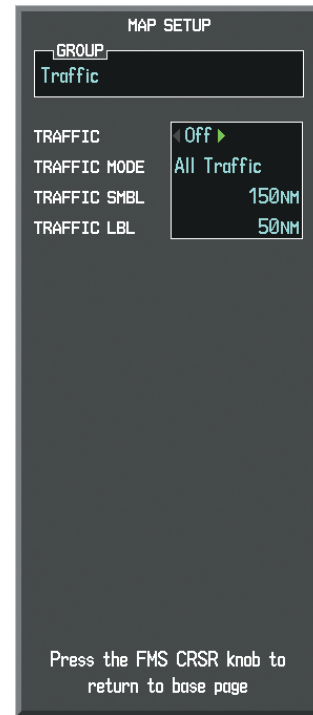 MAP SETUP
GROUP
Traffic
TRAFFIC Off
TRAFFIC MODE All Traffic
TRAFFIC SMBL 150NM
TRAFFIC LBL 50NM
Press the FMS CRSR knob to
return to base page